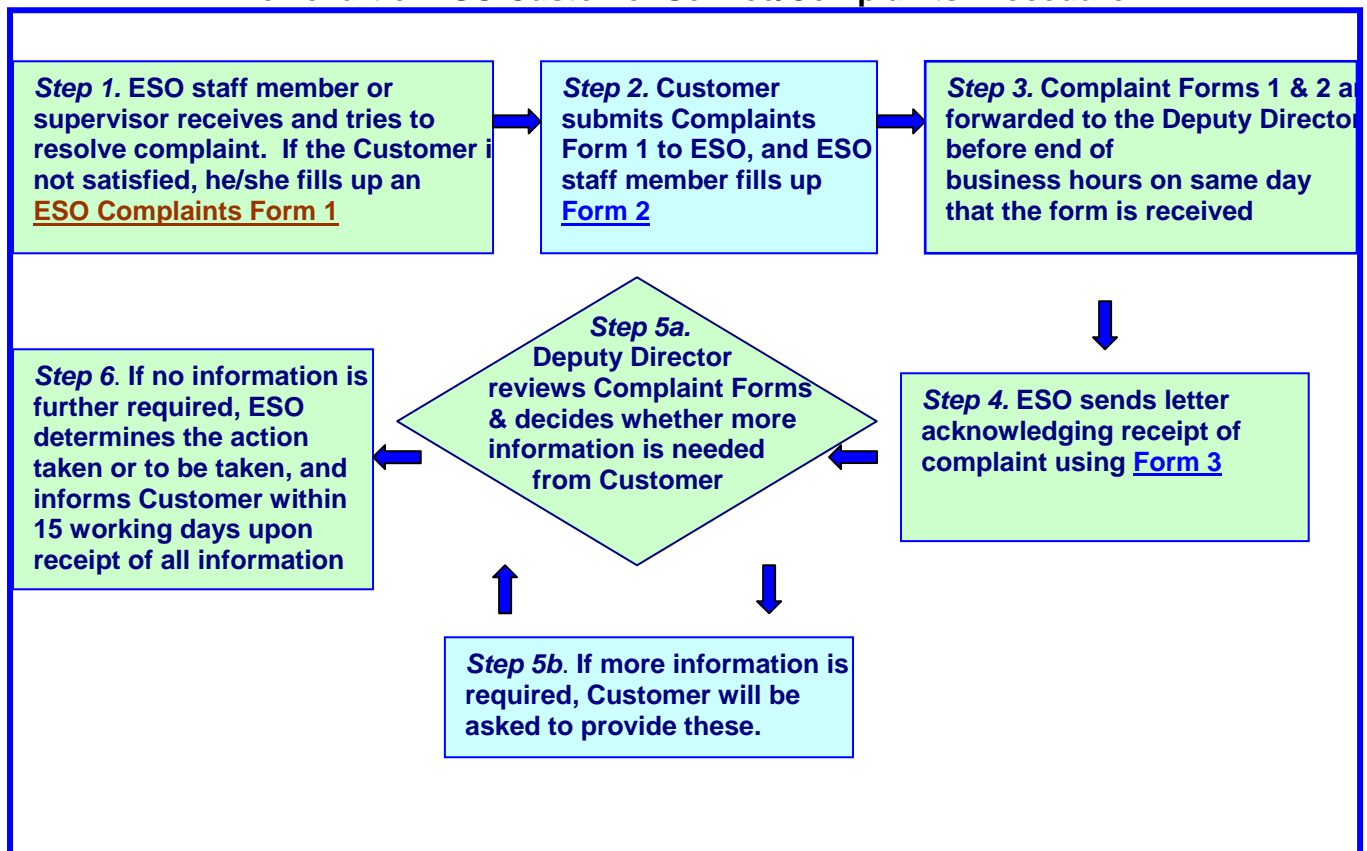 Step 1. ESO staff member or
supervisor receives and tries to
resolve complaint. If the Customer i
not satisfied, he/she fills up an
ESO Complaints Form 1
Step 2. Customer
submits Complaints
Form 1 to ESO, and ESO
staff member fills up
Form 2
Step 3. Complaint Forms 1 & 2 a
forwarded to the Deputy Director
before end of
business hours on same day
that the form is received
Step 4. ESO sends letter
acknowledging receipt of
complaint using Form 3
Step 5a.
Deputy Director
reviews Complaint Forms
& decides whether more
information is needed
from Customer
Step 5b. If more information is
required, Customer will be
asked to provide these.
Step 6. If no information is
further required, ESO
determines the action
taken or to be taken, and
informs Customer within
15 working days upon
receipt of all information